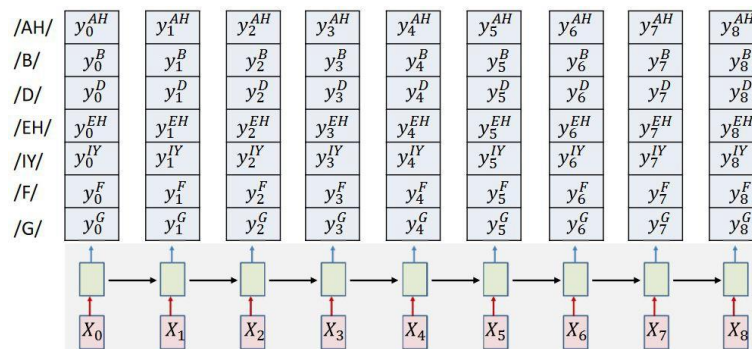 /AH/ y_0^{AH} y_1^{AH} y_2^{AH} y_3^{AH} y_4^{AH} y_5^{AH} y_6^{AH} y_7^{AH} y_8^{AH}
/B/ y_0^B y_1^B y_2^B y_3^B y_4^B y_5^B y_6^B y_7^B y_8^B
/D/ y_0^D y_1^D y_2^D y_3^D y_4^D y_5^D y_6^D y_7^D y_8^D
/EH/ y_0^{EH} y_1^{EH} y_2^{EH} y_3^{EH} y_4^{EH} y_5^{EH} y_6^{EH} y_7^{EH} y_8^{EH}
/IY/ y_0^{IY} y_1^{IY} y_2^{IY} y_3^{IY} y_4^{IY} y_5^{IY} y_6^{IY} y_7^{IY} y_8^{IY}
/F/ y_0^F y_1^F y_2^F y_3^F y_4^F y_5^F y_6^F y_7^F y_8^F
/G/ y_0^G y_1^G y_2^G y_3^G y_4^G y_5^G y_6^G y_7^G y_8^G
X_0 X_1 X_2 X_3 X_4 X_5 X_6 X_7 X_8